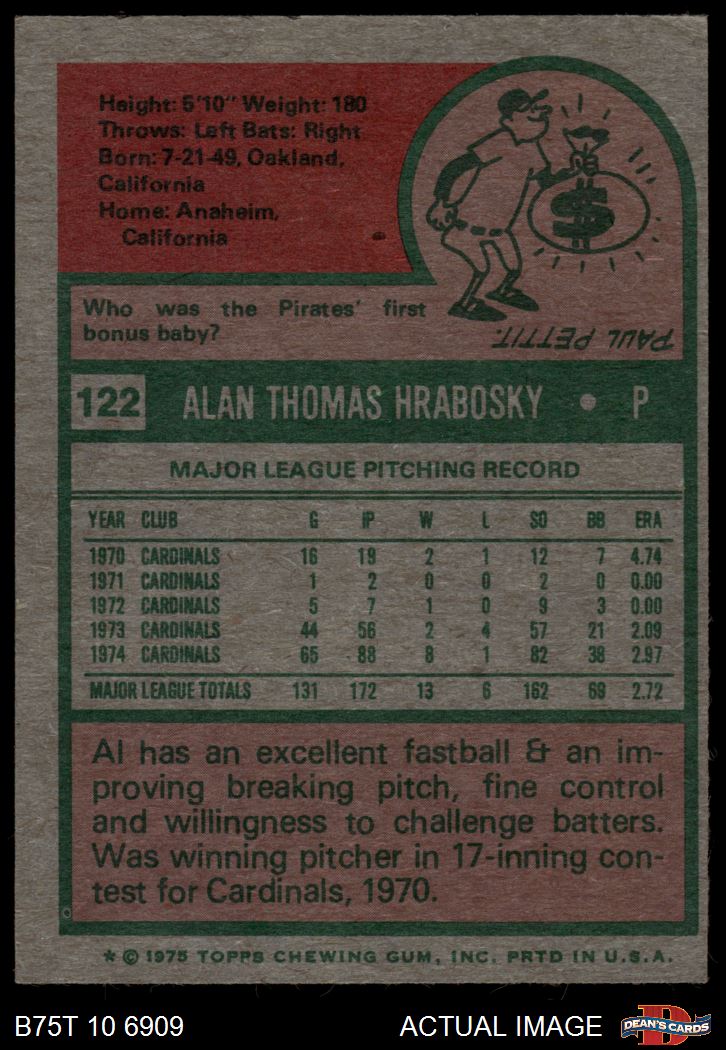 Height: 5'10" Weight: 180
Throws: Left Bats: Right
Born: 7-21-49, Oakland,
California
Home: Anaheim,
California
$
Who was the Pirates' first
bonus baby?
PAUL PETTIT.
122 ALAN THOMAS HRABOSKY • P
MAJOR LEAGUE PITCHING RECORD
YEAR CLUB G IP W L SO BB ERA
1970 CARDINALS 16 19 2 1 12 7 4.74
1971 CARDINALS 1 2 0 0 2 0 0.00
1972 CARDINALS 5 7 1 0 9 3 0.00
1973 CARDINALS 44 56 2 4 57 21 2.09
1974 CARDINALS 65 88 8 1 82 38 2.97
MAJOR LEAGUE TOTALS 131 172 13 6 162 69 2.72
Al has an excellent fastball & an im-
proving breaking pitch, fine control
and willingness to challenge batters.
Was winning pitcher in 17-inning con-
test for Cardinals, 1970.
* © 1975 TOPPS CHEWING GUM, INC. PRTD IN U.S.A.
B75T 10 6909 ACTUAL IMAGE
DEAN'S CARDS